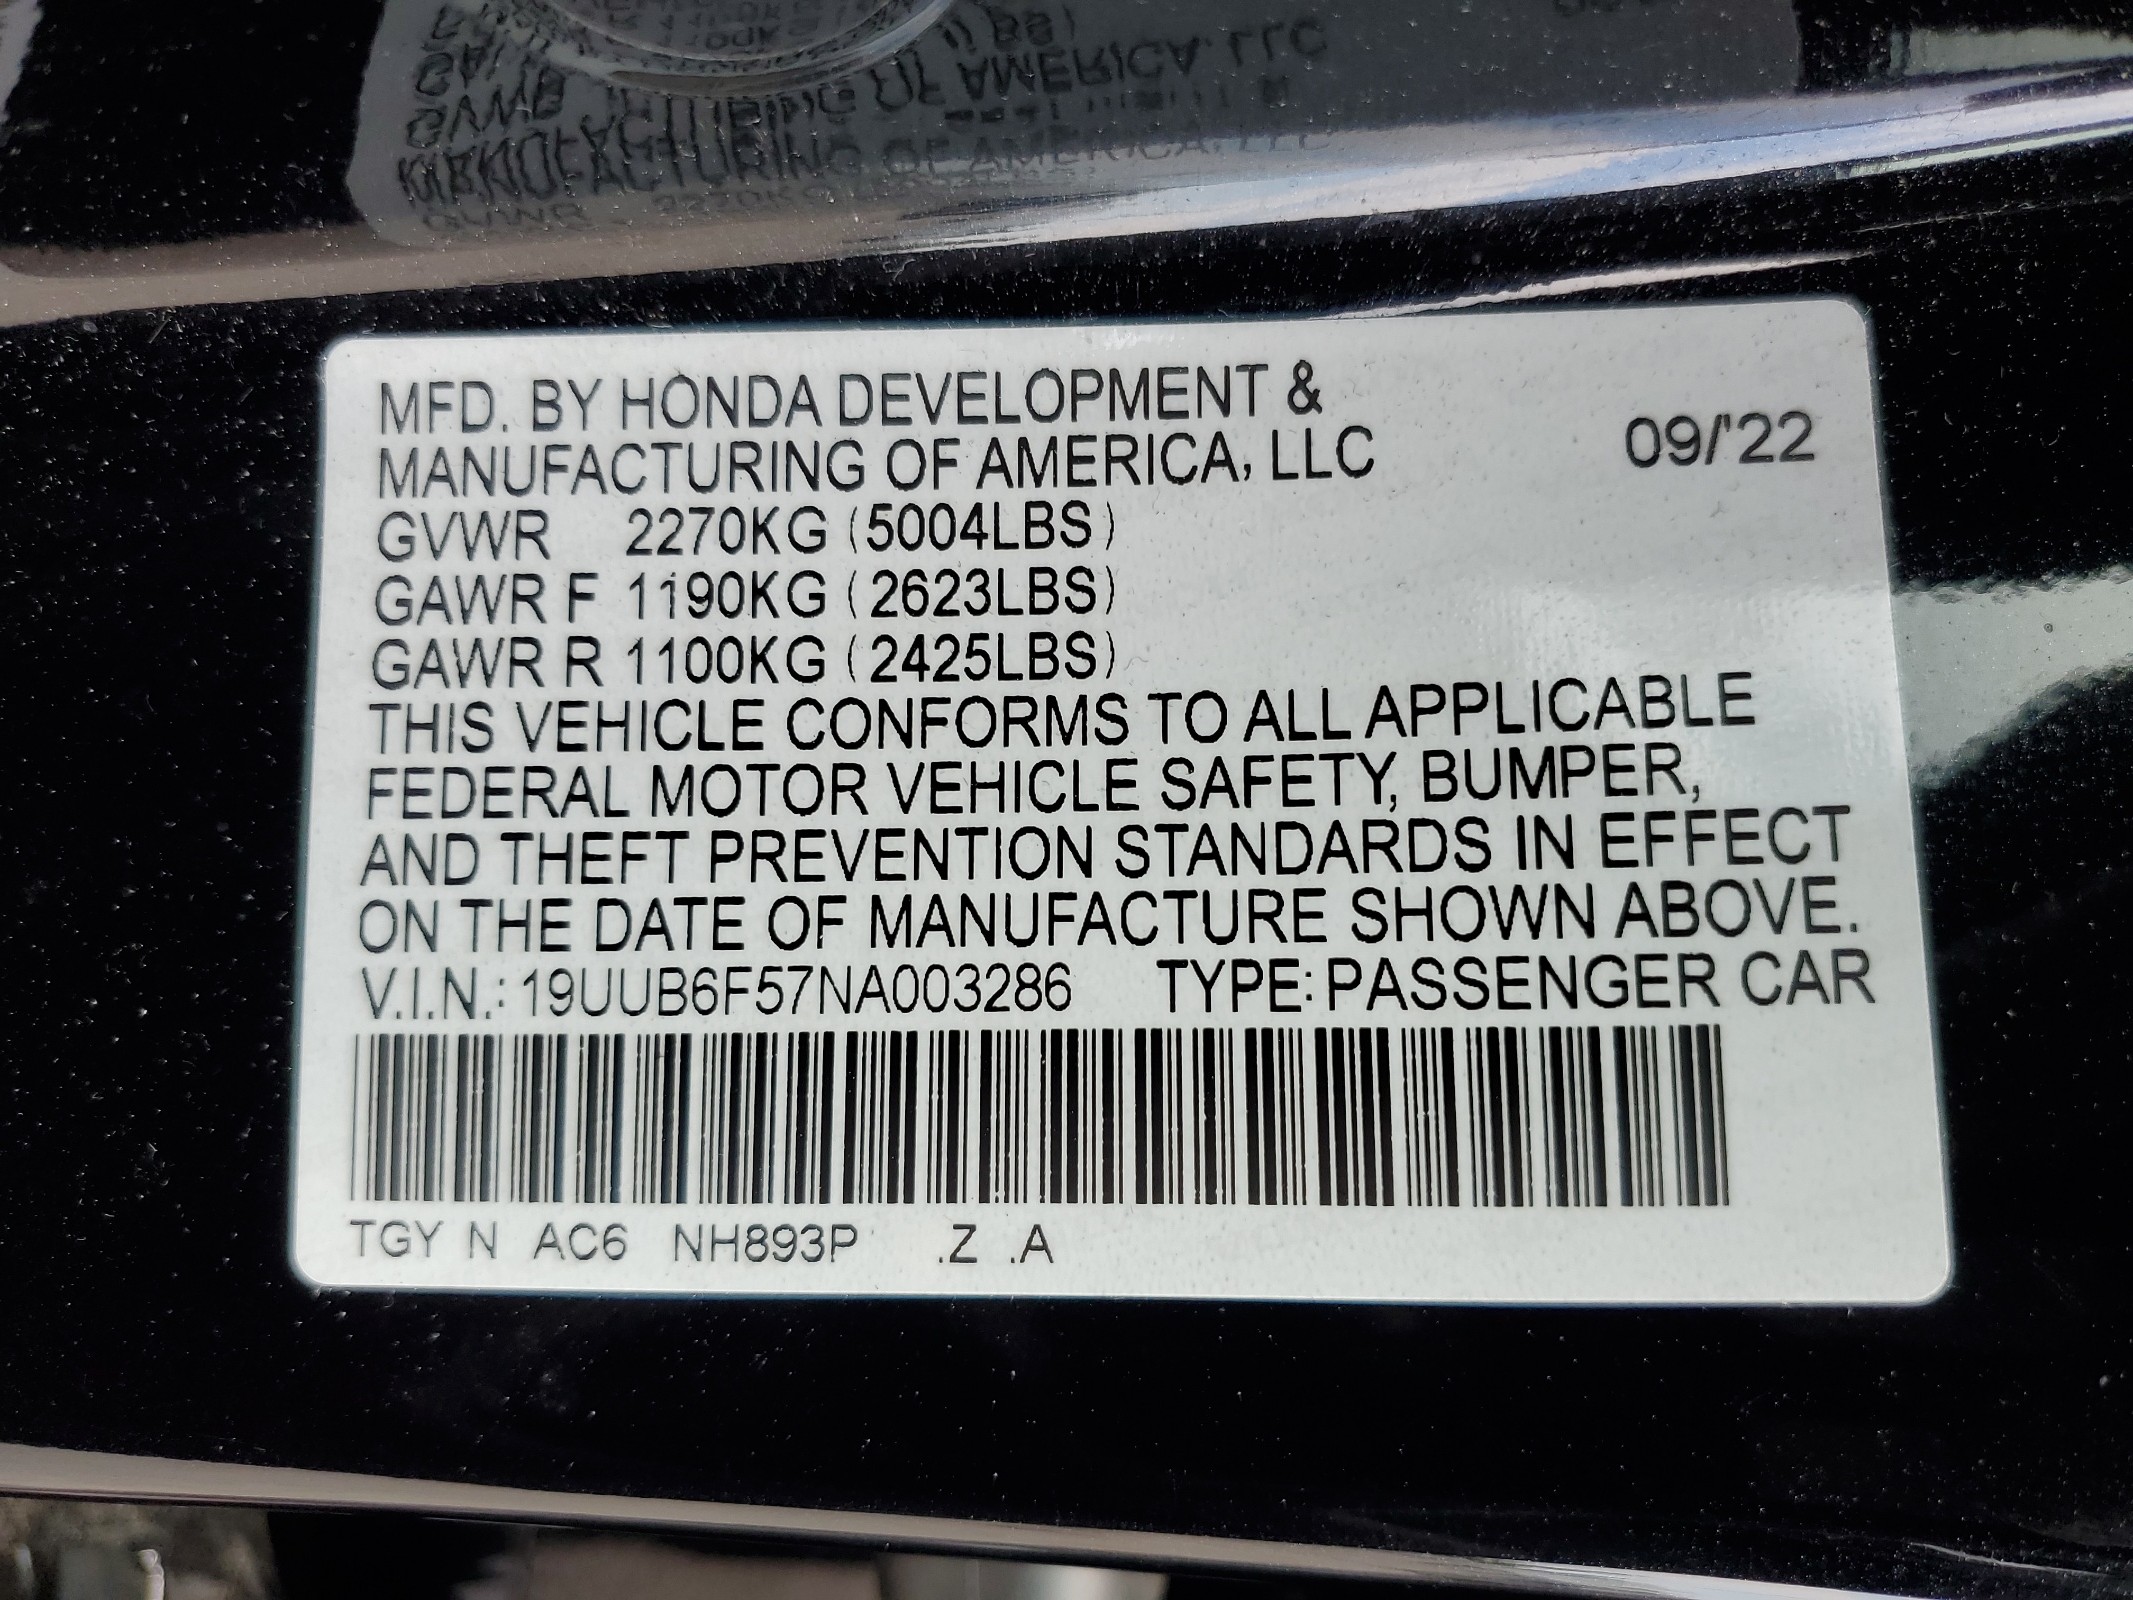 MFD. BY HONDA DEVELOPMENT &
MANUFACTURING OF AMERICA, LLC 09/'22
GVWR 2270KG (5004LBS)
GAWR F 1190KG (2623LBS)
GAWR R 1100KG (2425LBS)
THIS VEHICLE CONFORMS TO ALL APPLICABLE
FEDERAL MOTOR VEHICLE SAFETY, BUMPER,
AND THEFT PREVENTION STANDARDS IN EFFECT
ON THE DATE OF MANUFACTURE SHOWN ABOVE.
V.I.N.: 19UUB6F57NA003286 TYPE: PASSENGER CAR
TGY N AC6 NH893P .Z .A